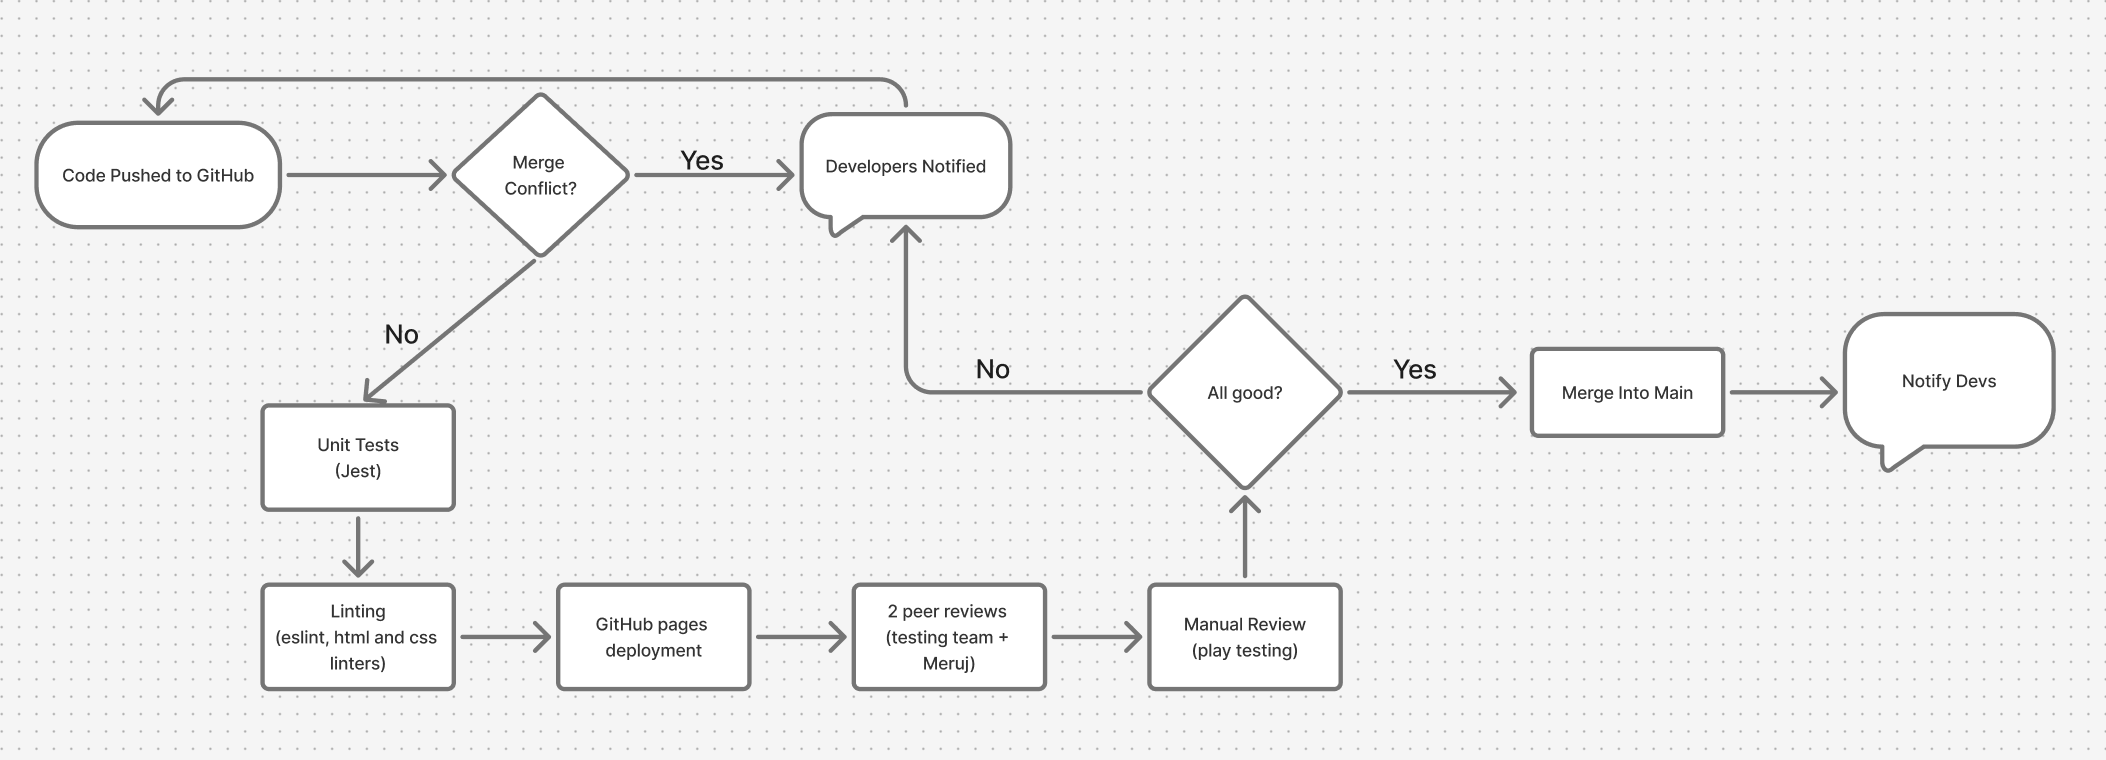 Code Pushed to GitHub
Merge
Conflict?
Yes
Developers Notified
No
Unit Tests
(Jest)
Linting
(eslint, html and css
linters)
GitHub pages
deployment
2 peer reviews
(testing team +
Meruj)
Manual Review
(play testing)
All good?
No
Yes
Merge Into Main
Notify Devs